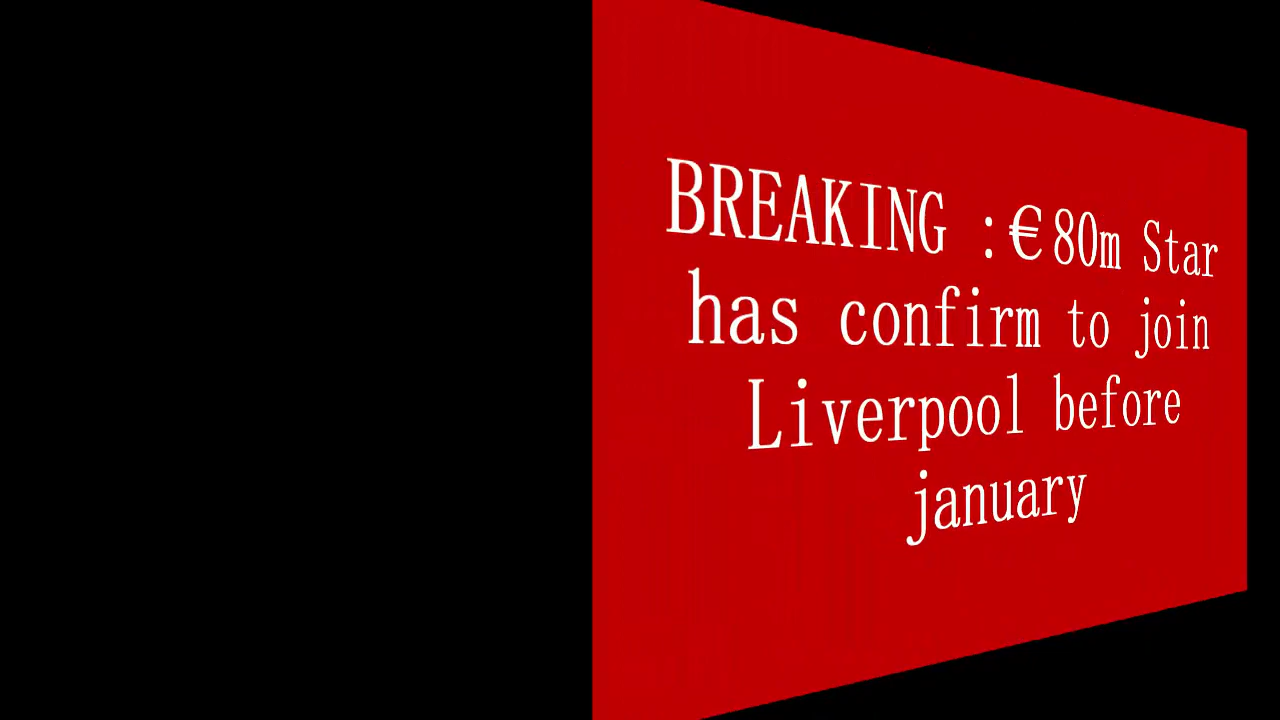 BREAKING :€80m Star
has confirm to join
Liverpool before
january